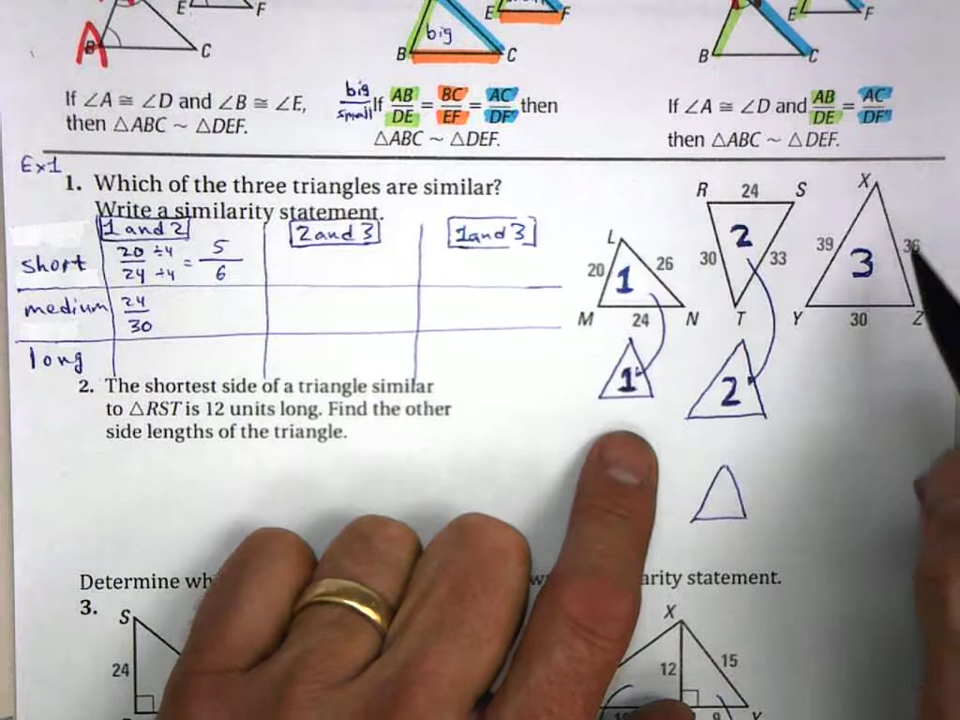 E F
A B C
big
B C
E F
B C
E F
If ∠A ≅ ∠D and ∠B ≅ ∠E,
then △ABC ~ △DEF.
big/small If AB/DE = BC/EF = AC/DF then
△ABC ~ △DEF.
If ∠A ≅ ∠D and AB/DE = AC/DF
then △ABC ~ △DEF.
Ex1
1. Which of the three triangles are similar?
Write a similarity statement.
1 and 2
2 and 3
1 and 3
short 20 ÷4 / 24 ÷4 = 5/6
medium 24/30
long
L
20 1 26
M 24 N
R 24 S
30 2 33
T
X
39 3 36
Y 30 Z
1
2
2. The shortest side of a triangle similar
to △RST is 12 units long. Find the other
side lengths of the triangle.
Determine wh
arity statement.
3. S
24
X
12 15
9 Y